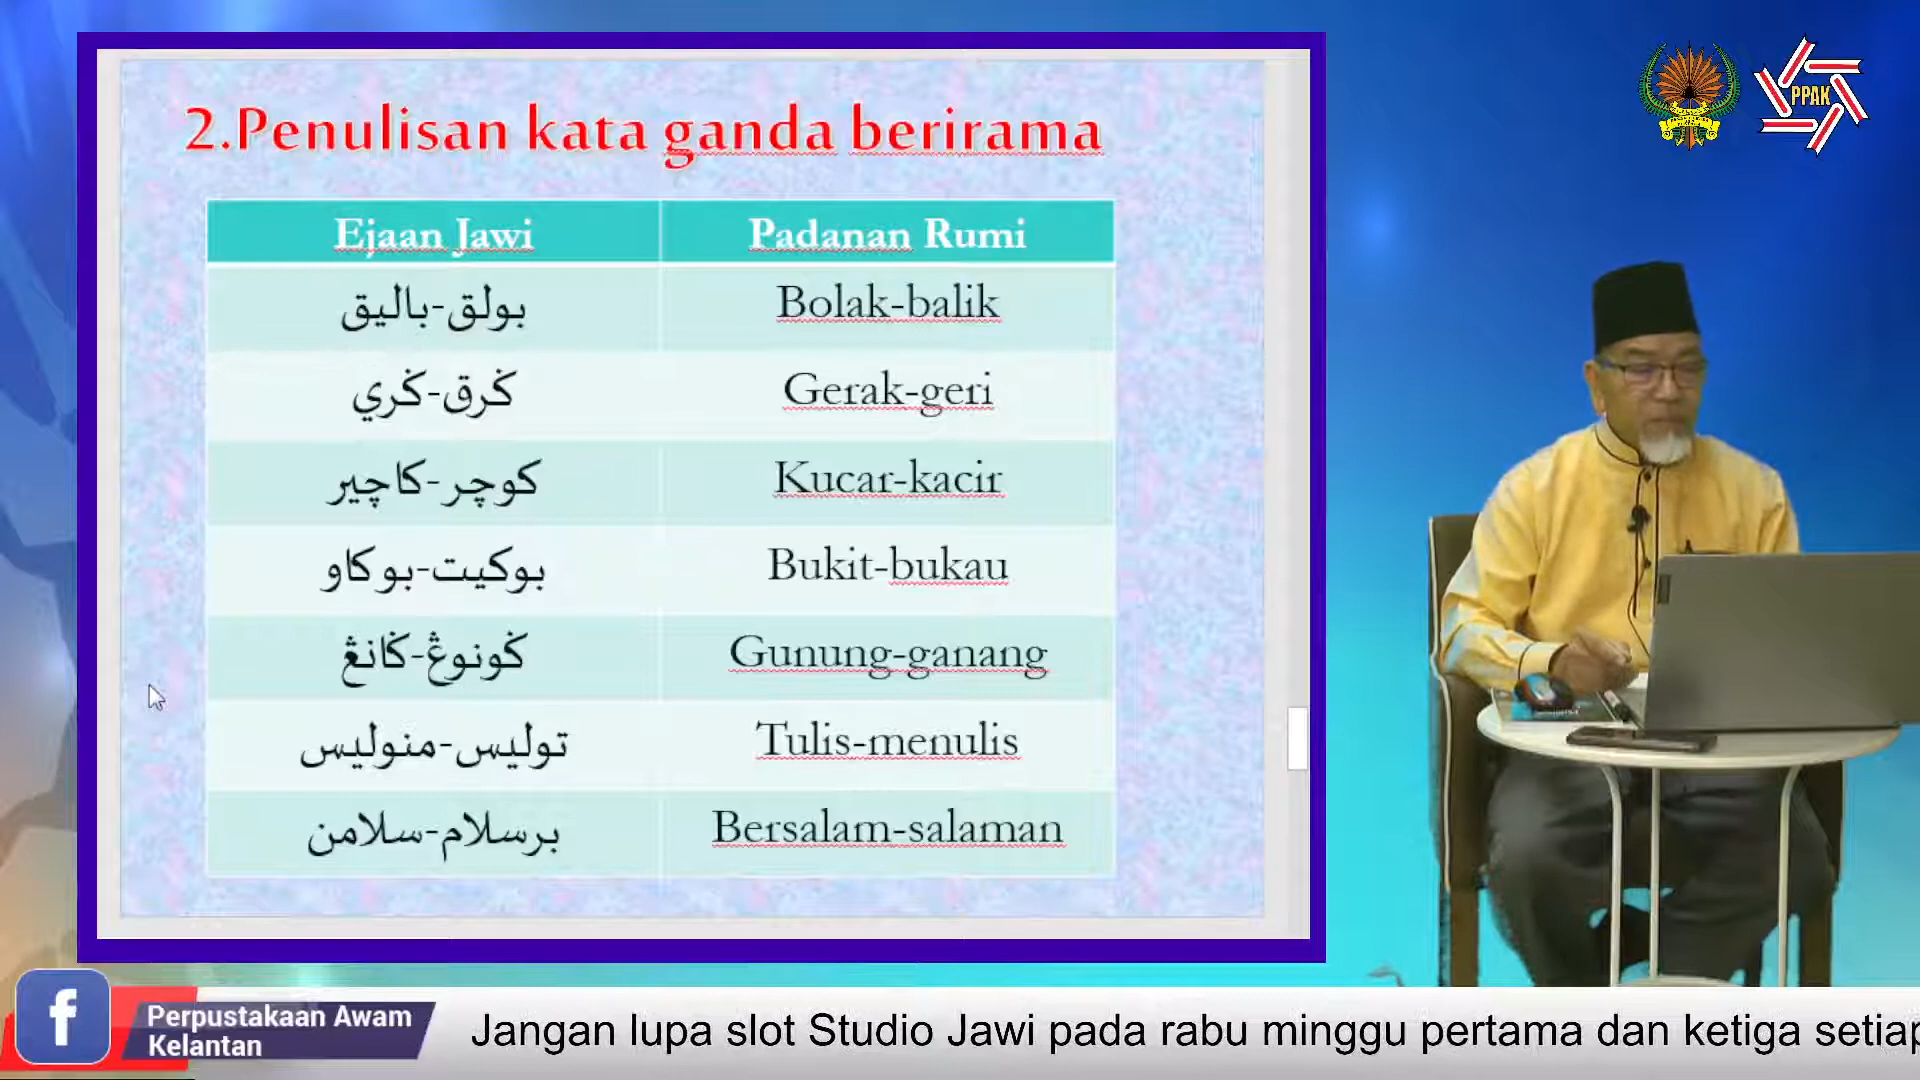 2.Penulisan kata ganda berirama
Ejaan Jawi Padanan Rumi
بولق-باليق Bolak-balik
ݢرق-ݢري Gerak-geri
کوچر-کاچير Kucar-kacir
بوکيت-بوکاو Bukit-bukau
ݢونوڠ-ݢانڠ Gunung-ganang
توليس-منوليس Tulis-menulis
برسلام-سلامن Bersalam-salaman
PPAK
Perpustakaan Awam
Kelantan
Jangan lupa slot Studio Jawi pada rabu minggu pertama dan ketiga setiap